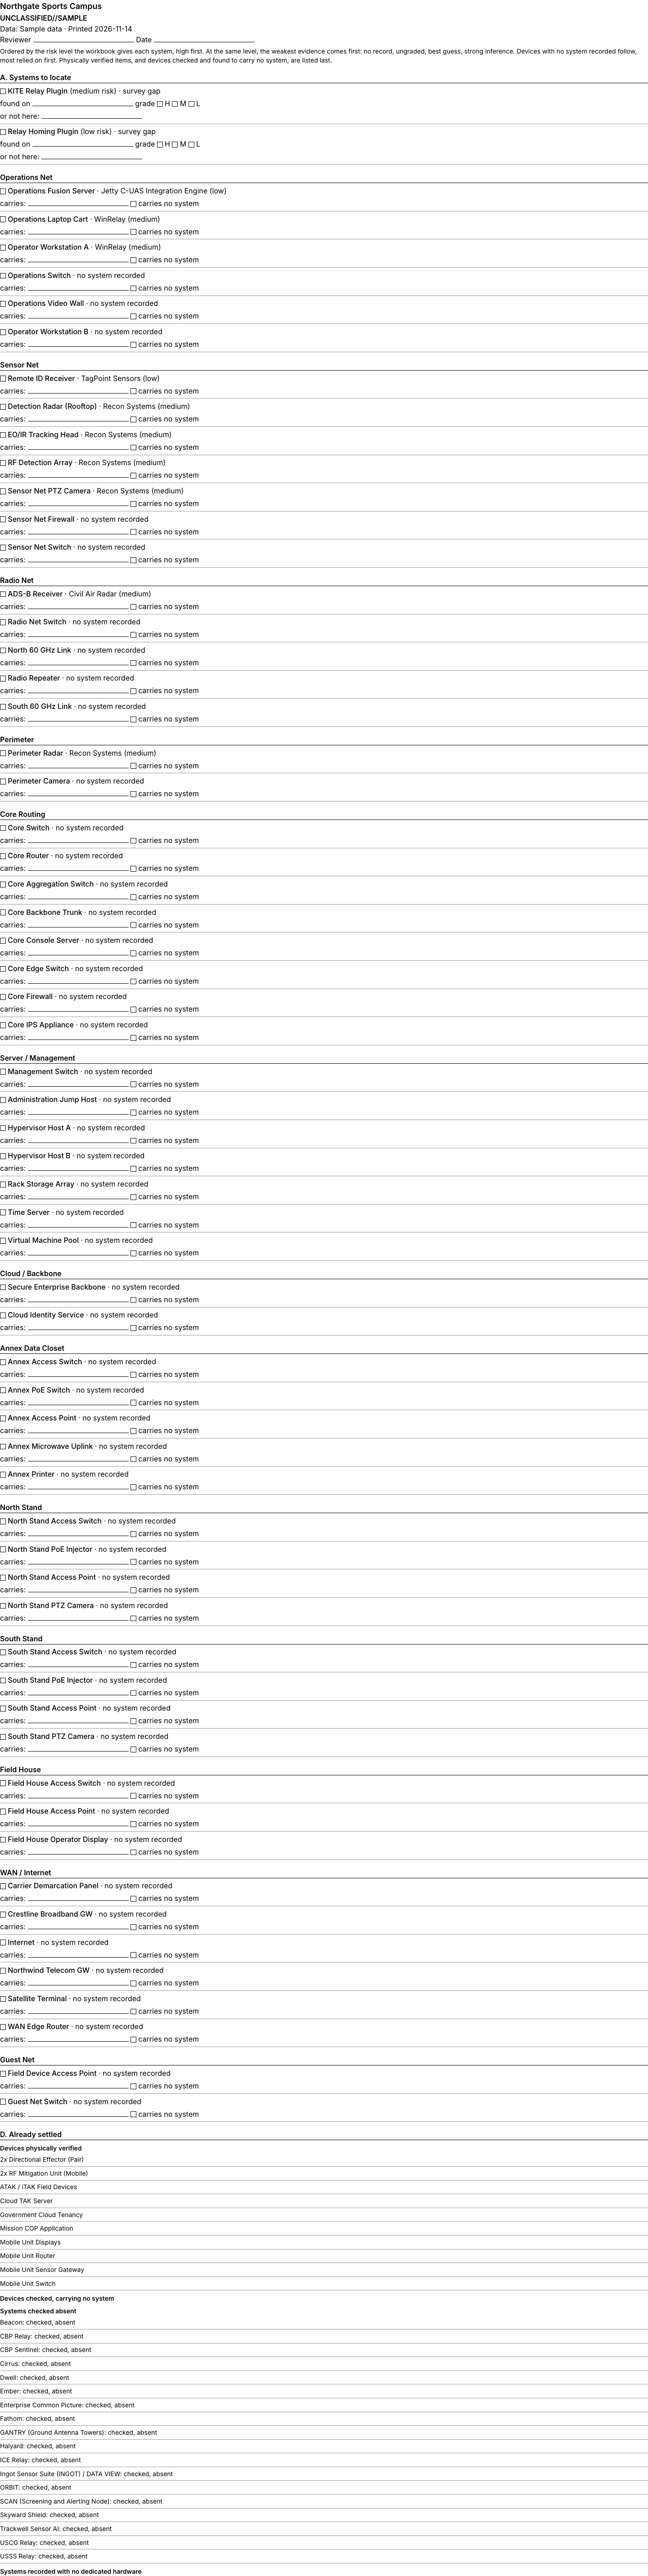 Northgate Sports Campus
UNCLASSIFIED//SAMPLE
Data: Sample data · Printed 2026-11-14
Reviewer Date
Ordered by the risk level the workbook gives each system, high first. At the same level, the weakest evidence comes first: no record, ungraded, best guess, strong inference. Devices with no system recorded follow,
most relied on first. Physically verified items, and devices checked and found to carry no system, are listed last.
A. Systems to locate
KITE Relay Plugin (medium risk) · survey gap
found on grade H M L
or not here:
Relay Homing Plugin (low risk) · survey gap
found on grade H M L
or not here:
Operations Net
Operations Fusion Server · Jetty C-UAS Integration Engine (low)
carries: carries no system
Operations Laptop Cart · WinRelay (medium)
carries: carries no system
Operator Workstation A · WinRelay (medium)
carries: carries no system
Operations Switch · no system recorded
carries: carries no system
Operations Video Wall · no system recorded
carries: carries no system
Operator Workstation B · no system recorded
carries: carries no system
Sensor Net
Remote ID Receiver · TagPoint Sensors (low)
carries: carries no system
Detection Radar (Rooftop) · Recon Systems (medium)
carries: carries no system
EO/IR Tracking Head · Recon Systems (medium)
carries: carries no system
RF Detection Array · Recon Systems (medium)
carries: carries no system
Sensor Net PTZ Camera · Recon Systems (medium)
carries: carries no system
Sensor Net Firewall · no system recorded
carries: carries no system
Sensor Net Switch · no system recorded
carries: carries no system
Radio Net
ADS-B Receiver · Civil Air Radar (medium)
carries: carries no system
Radio Net Switch · no system recorded
carries: carries no system
North 60 GHz Link · no system recorded
carries: carries no system
Radio Repeater · no system recorded
carries: carries no system
South 60 GHz Link · no system recorded
carries: carries no system
Perimeter
Perimeter Radar · Recon Systems (medium)
carries: carries no system
Perimeter Camera · no system recorded
carries: carries no system
Core Routing
Core Switch · no system recorded
carries: carries no system
Core Router · no system recorded
carries: carries no system
Core Aggregation Switch · no system recorded
carries: carries no system
Core Backbone Trunk · no system recorded
carries: carries no system
Core Console Server · no system recorded
carries: carries no system
Core Edge Switch · no system recorded
carries: carries no system
Core Firewall · no system recorded
carries: carries no system
Core IPS Appliance · no system recorded
carries: carries no system
Server / Management
Management Switch · no system recorded
carries: carries no system
Administration Jump Host · no system recorded
carries: carries no system
Hypervisor Host A · no system recorded
carries: carries no system
Hypervisor Host B · no system recorded
carries: carries no system
Rack Storage Array · no system recorded
carries: carries no system
Time Server · no system recorded
carries: carries no system
Virtual Machine Pool · no system recorded
carries: carries no system
Cloud / Backbone
Secure Enterprise Backbone · no system recorded
carries: carries no system
Cloud Identity Service · no system recorded
carries: carries no system
Annex Data Closet
Annex Access Switch · no system recorded
carries: carries no system
Annex PoE Switch · no system recorded
carries: carries no system
Annex Access Point · no system recorded
carries: carries no system
Annex Microwave Uplink · no system recorded
carries: carries no system
Annex Printer · no system recorded
carries: carries no system
North Stand
North Stand Access Switch · no system recorded
carries: carries no system
North Stand PoE Injector · no system recorded
carries: carries no system
North Stand Access Point · no system recorded
carries: carries no system
North Stand PTZ Camera · no system recorded
carries: carries no system
South Stand
South Stand Access Switch · no system recorded
carries: carries no system
South Stand PoE Injector · no system recorded
carries: carries no system
South Stand Access Point · no system recorded
carries: carries no system
South Stand PTZ Camera · no system recorded
carries: carries no system
Field House
Field House Access Switch · no system recorded
carries: carries no system
Field House Access Point · no system recorded
carries: carries no system
Field House Operator Display · no system recorded
carries: carries no system
WAN / Internet
Carrier Demarcation Panel · no system recorded
carries: carries no system
Crestline Broadband GW · no system recorded
carries: carries no system
Internet · no system recorded
carries: carries no system
Northwind Telecom GW · no system recorded
carries: carries no system
Satellite Terminal · no system recorded
carries: carries no system
WAN Edge Router · no system recorded
carries: carries no system
Guest Net
Field Device Access Point · no system recorded
carries: carries no system
Guest Net Switch · no system recorded
carries: carries no system
D. Already settled
Devices physically verified
2x Directional Effector (Pair)
2x RF Mitigation Unit (Mobile)
ATAK / iTAK Field Devices
Cloud TAK Server
Government Cloud Tenancy
Mission COP Application
Mobile Unit Displays
Mobile Unit Router
Mobile Unit Sensor Gateway
Mobile Unit Switch
Devices checked, carrying no system
Systems checked absent
Beacon: checked, absent
CBP Relay: checked, absent
CBP Sentinel: checked, absent
Cirrus: checked, absent
Dwell: checked, absent
Ember: checked, absent
Enterprise Common Picture: checked, absent
Fathom: checked, absent
GANTRY (Ground Antenna Towers): checked, absent
Halyard: checked, absent
ICE Relay: checked, absent
Ingot Sensor Suite (INGOT) / DATA VIEW: checked, absent
ORBIT: checked, absent
SCAN (Screening and Alerting Node): checked, absent
Skyward Shield: checked, absent
Trackwell Sensor AI: checked, absent
USCG Relay: checked, absent
USSS Relay: checked, absent
Systems recorded with no dedicated hardware